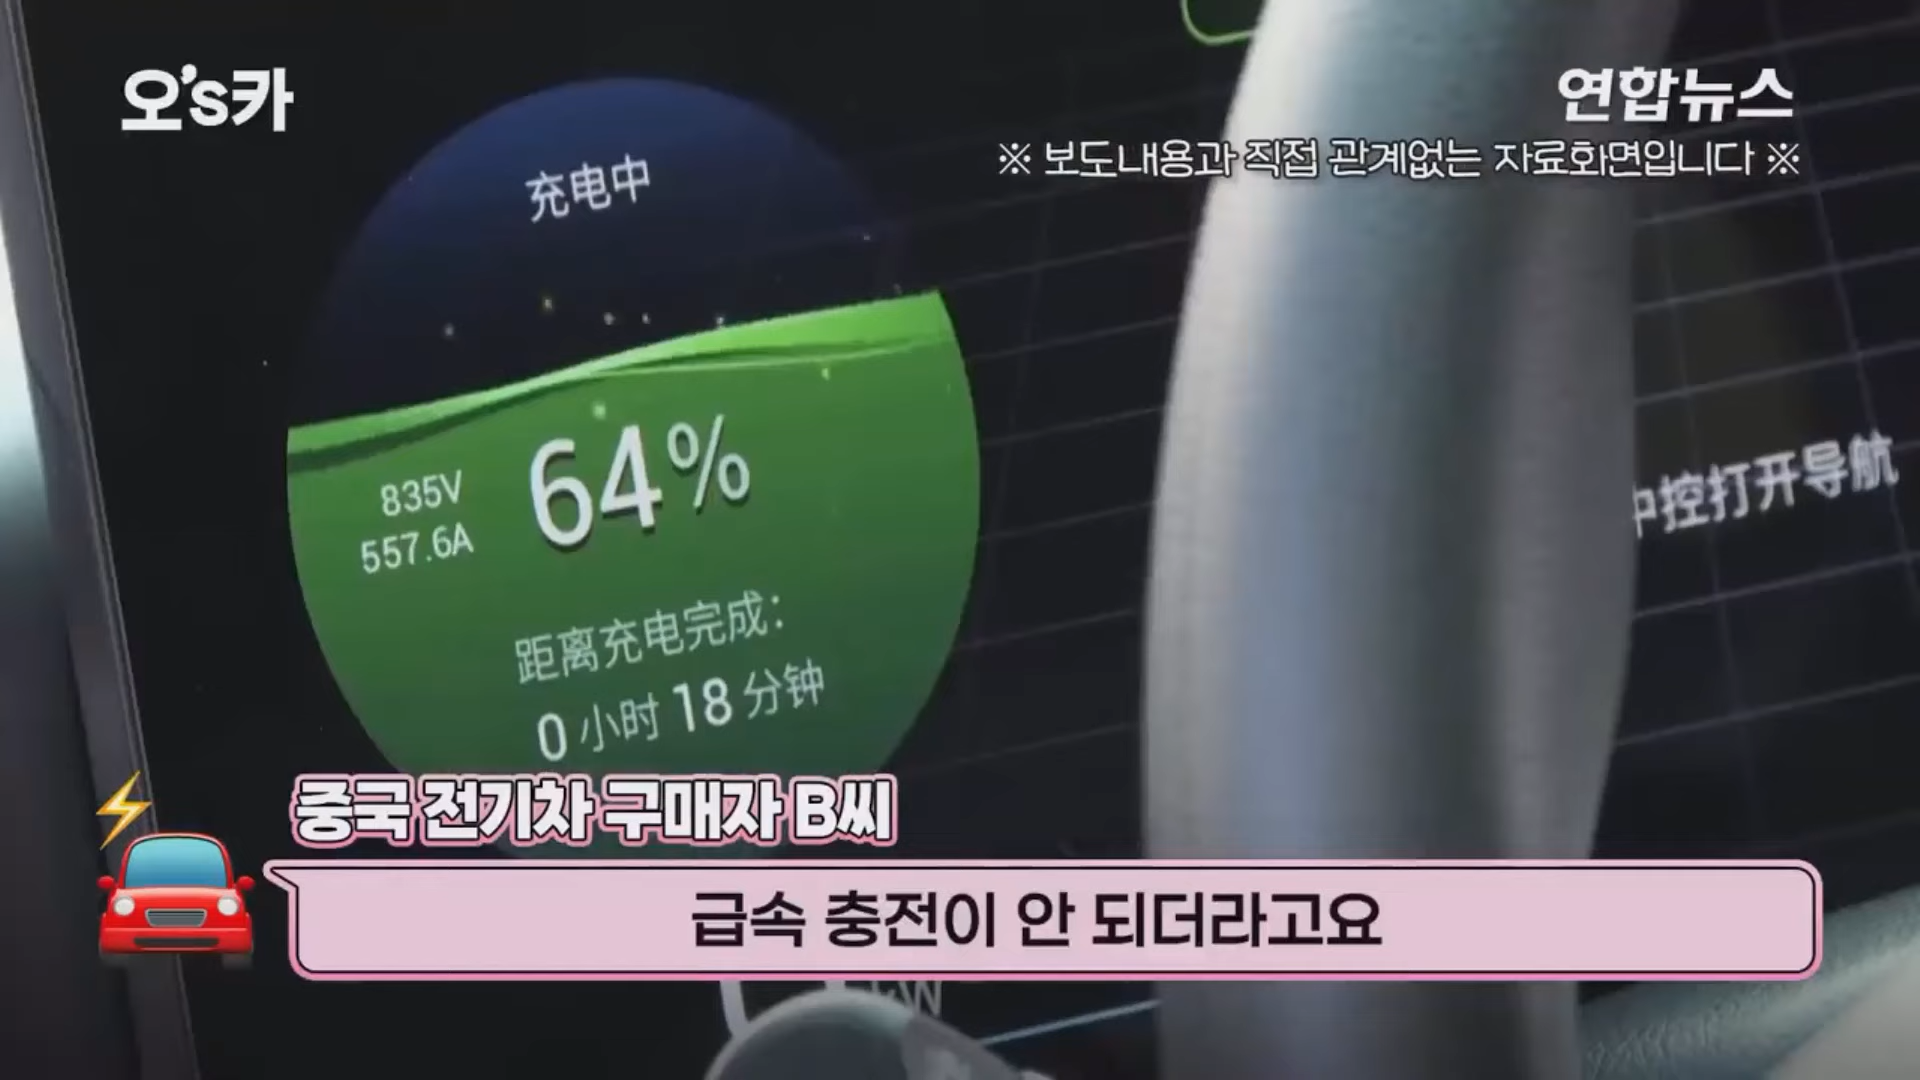 오's카
연합뉴스
※ 보도내용과 직접 관계없는 자료화면입니다 ※
充电中
64%
835V
557.6A
距离充电完成:
0小时18分钟
中控打开导航
중국 전기차 구매자 B씨
급속 충전이 안 되더라고요
kW